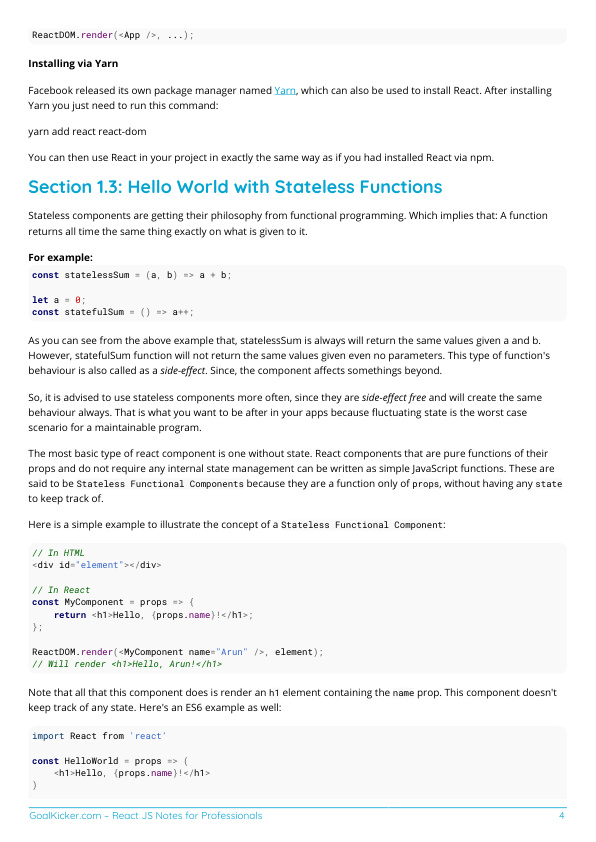 ReactDOM.render(<App />, ...);
Installing via Yarn
Facebook released its own package manager named Yarn, which can also be used to install React. After installing
Yarn you just need to run this command:
yarn add react react-dom
You can then use React in your project in exactly the same way as if you had installed React via npm.
Section 1.3: Hello World with Stateless Functions
Stateless components are getting their philosophy from functional programming. Which implies that: A function
returns all time the same thing exactly on what is given to it.
For example:
const statelessSum = (a, b) => a + b;
let a = 0;
const statefulSum = () => a++;
As you can see from the above example that, statelessSum is always will return the same values given a and b.
However, statefulSum function will not return the same values given even no parameters. This type of function's
behaviour is also called as a side-effect. Since, the component affects somethings beyond.
So, it is advised to use stateless components more often, since they are side-effect free and will create the same
behaviour always. That is what you want to be after in your apps because fluctuating state is the worst case
scenario for a maintainable program.
The most basic type of react component is one without state. React components that are pure functions of their
props and do not require any internal state management can be written as simple JavaScript functions. These are
said to be Stateless Functional Components because they are a function only of props, without having any state
to keep track of.
Here is a simple example to illustrate the concept of a Stateless Functional Component:
// In HTML
<div id="element"></div>
// In React
const MyComponent = props => {
    return <h1>Hello, {props.name}!</h1>;
};
ReactDOM.render(<MyComponent name="Arun" />, element);
// Will render <h1>Hello, Arun!</h1>
Note that all that this component does is render an h1 element containing the name prop. This component doesn't
keep track of any state. Here's an ES6 example as well:
import React from 'react'
const HelloWorld = props => (
    <h1>Hello, {props.name}!</h1>
)
GoalKicker.com – React JS Notes for Professionals 4